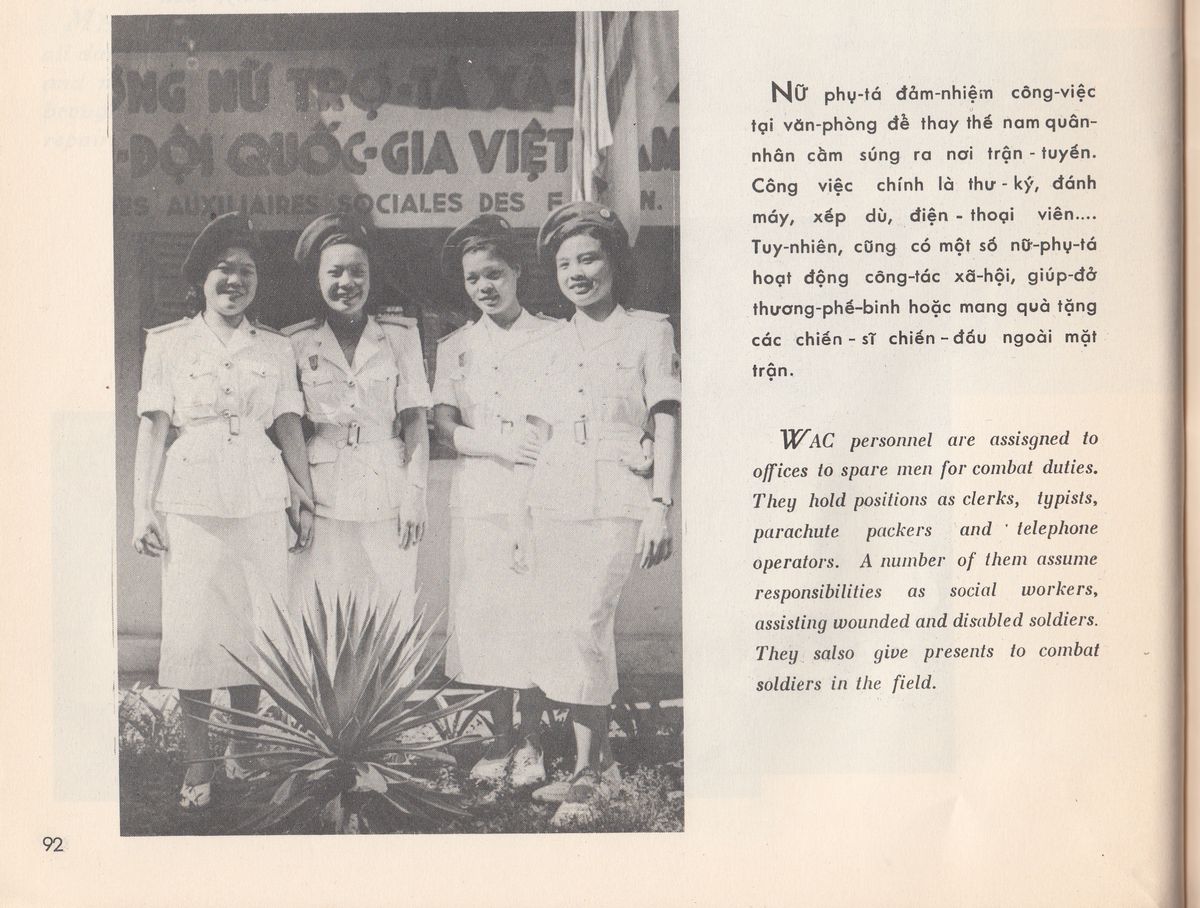 ỜNG NỮ TRỢ-TÁ XÃ-
-ĐỘI QUỐC-GIA VIỆT AM
ES AUXILIAIRES SOCIALES DES F. N.
NỮ phụ-tá đảm-nhiệm công-việc
tại văn-phòng để thay thế nam quân-
nhân cầm súng ra nơi trận - tuyến.
Công việc chính là thư - ký, đánh
máy, xếp dù, điện - thoại viên....
Tuy-nhiên, cũng có một số nữ-phụ-tá
hoạt động công-tác xã-hội, giúp-đở
thương-phế-binh hoặc mang quà tặng
các chiến - sĩ chiến - đấu ngoài mặt
trận.
WAC personnel are assisgned to
offices to spare men for combat duties.
They hold positions as clerks, typists,
parachute packers and telephone
operators. A number of them assume
responsibilities as social workers,
assisting wounded and disabled soldiers.
They salso give presents to combat
soldiers in the field.
92